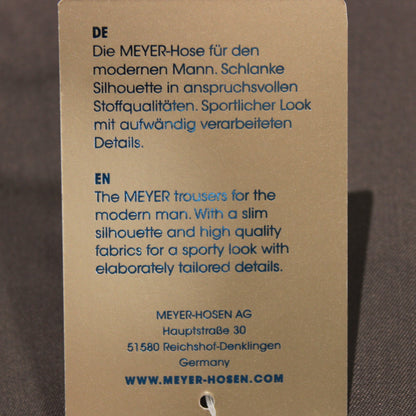 DE
Die MEYER-Hose für den
modernen Mann. Schlanke
Silhouette in anspruchsvollen
Stoffqualitäten. Sportlicher Look
mit aufwändig verarbeiteten
Details.
EN
The MEYER trousers for the
modern man. With a slim
silhouette and high quality
fabrics for a sporty look with
elaborately tailored details.
MEYER-HOSEN AG
Hauptstraße 30
51580 Reichshof-Denklingen
Germany
WWW.MEYER-HOSEN.COM